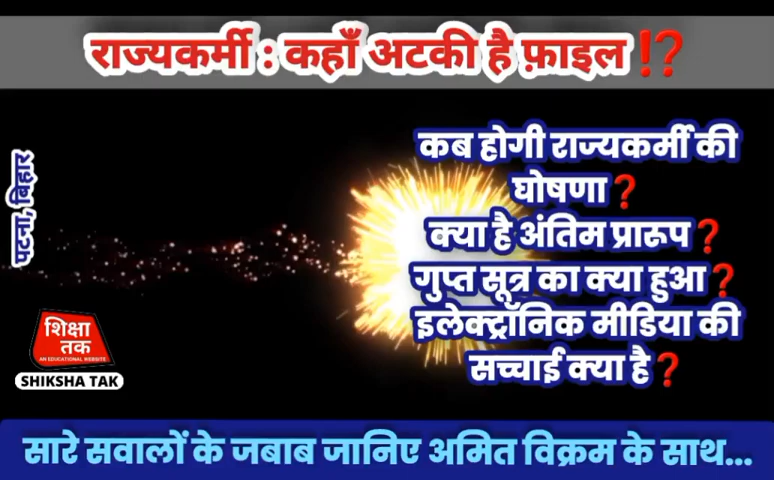 राज्यकर्मी : कहाँ अटकी है फ़ाइल ⁉️
पटना, बिहार
कब होगी राज्यकर्मी की
घोषणा❓
क्या है अंतिम प्रारूप❓
गुप्त सूत्र का क्या हुआ❓
इलेक्ट्रॉनिक मीडिया की
सच्चाई क्या है❓
शिक्षा
तक
AN EDUCATIONAL WEBSITE
SHIKSHA TAK
सारे सवालों के जबाब जानिए अमित विक्रम के साथ...